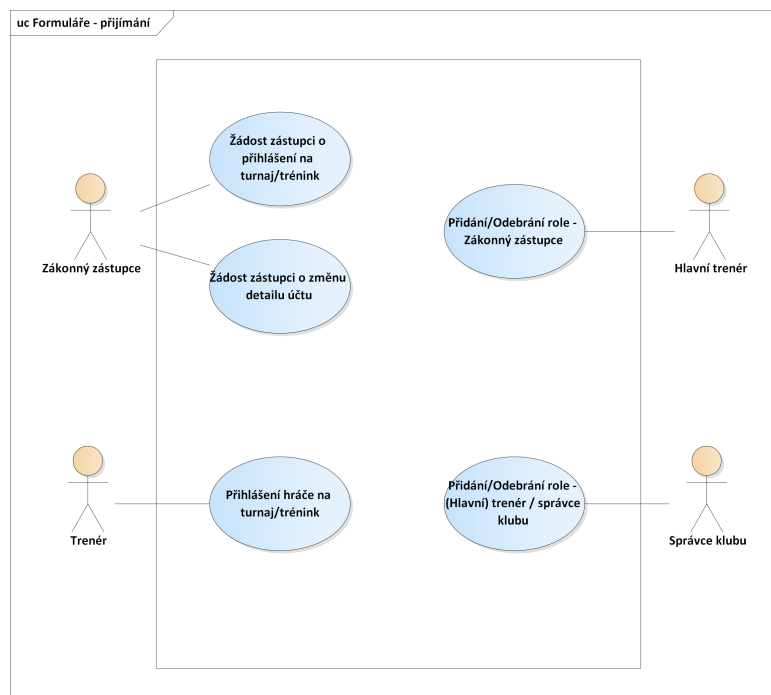 uc Formuláře - přijímání
Žádost zástupci o
přihlášení na
turnaj/trénink
Zákonný zástupce
Žádost zástupci o změnu
detailu účtu
Přidání/Odebrání role -
Zákonný zástupce
Hlavní trenér
Trenér
Přihlášení hráče na
turnaj/trénink
Přidání/Odebrání role -
(Hlavní) trenér / správce
klubu
Správce klubu